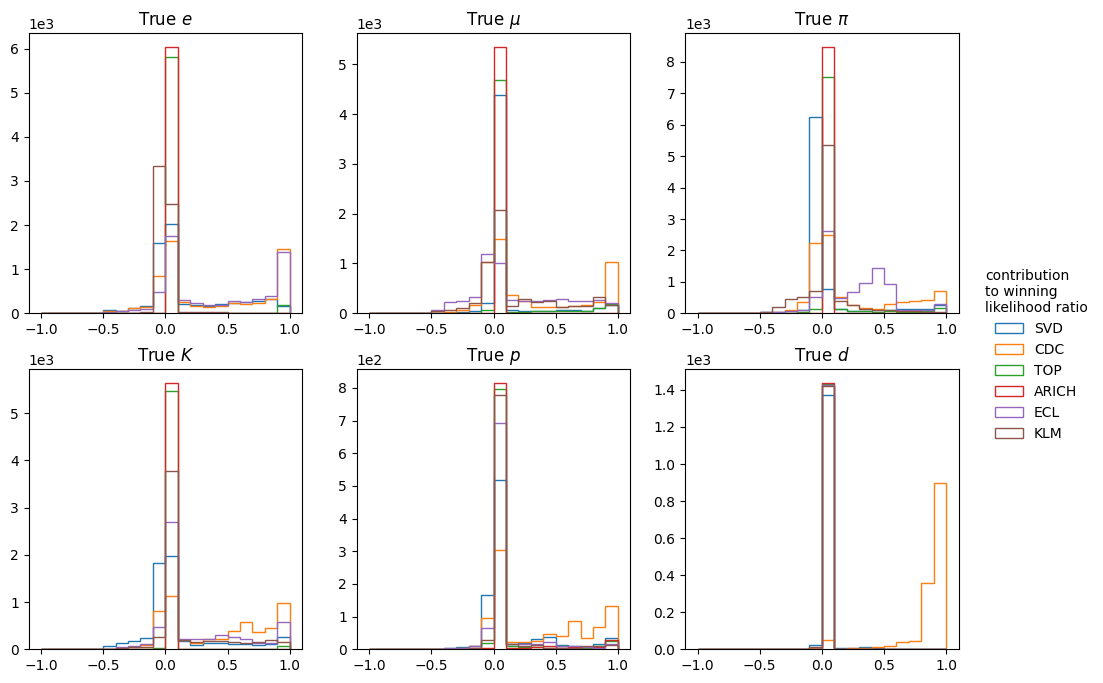 True e
1e3
6
5
4
3
2
1
0
−1.0 −0.5 0.0 0.5 1.0
True μ
1e3
5
4
3
2
1
0
−1.0 −0.5 0.0 0.5 1.0
True π
1e3
8
7
6
5
4
3
2
1
0
−1.0 −0.5 0.0 0.5 1.0
True K
1e3
5
4
3
2
1
0
−1.0 −0.5 0.0 0.5 1.0
True p
1e2
8
7
6
5
4
3
2
1
0
−1.0 −0.5 0.0 0.5 1.0
True d
1e3
1.4
1.2
1.0
0.8
0.6
0.4
0.2
0.0
−1.0 −0.5 0.0 0.5 1.0
contribution
to winning
likelihood ratio
SVD
CDC
TOP
ARICH
ECL
KLM